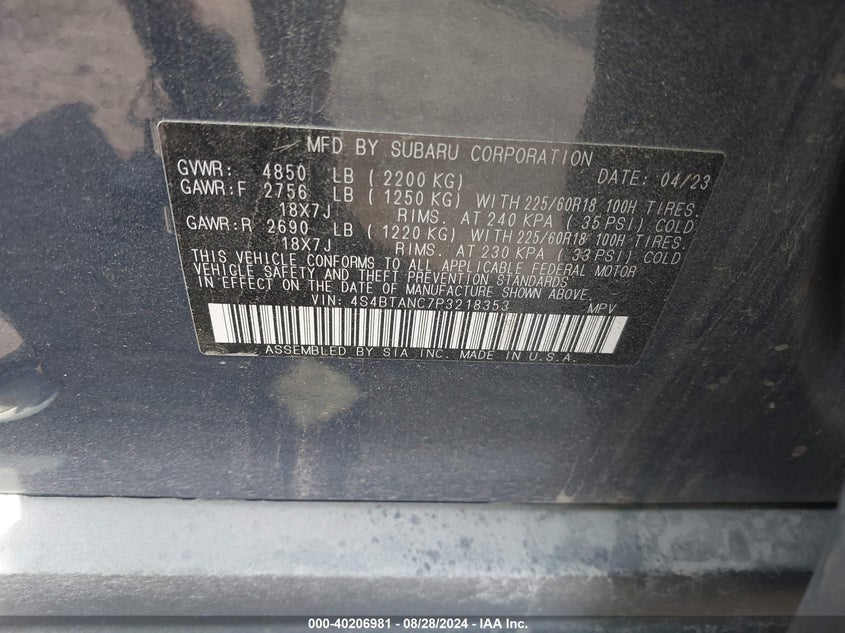 MFD BY SUBARU CORPORATION
GVWR: 4850 LB ( 2200 KG) DATE: 04/23
GAWR:F 2756 LB ( 1250 KG) WITH 225/60R18 100H TIRES.
18X7J RIMS. AT 240 KPA ( 35 PSI) COLD
GAWR:R 2690 LB ( 1220 KG) WITH 225/60R18 100H TIRES.
18X7J RIMS. AT 230 KPA ( 33 PSI) COLD
THIS VEHICLE CONFORMS TO ALL APPLICABLE FEDERAL MOTOR
VEHICLE SAFETY AND THEFT PREVENTION STANDARDS
IN EFFECT ON THE DATE OF MANUFACTURE SHOWN ABOVE.
VIN: 4S4BTANC7P3218353 MPV
ASSEMBLED BY SIA INC. MADE IN U.S.A.
000-40206981 - 08/28/2024 - IAA Inc.